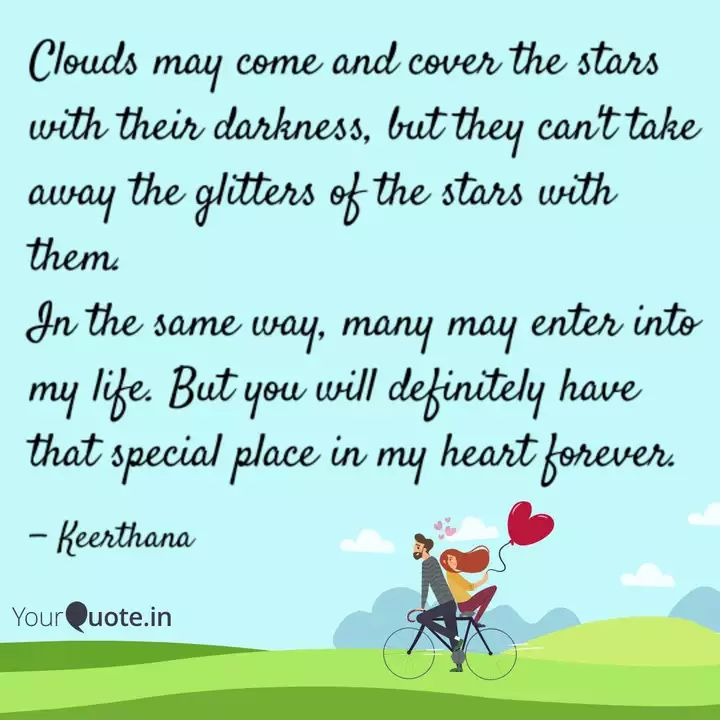 Clouds may come and cover the stars
with their darkness, but they can't take
away the glitters of the stars with
them.
In the same way, many may enter into
my life. But you will definitely have
that special place in my heart forever.
- Keerthana
YourQuote.in